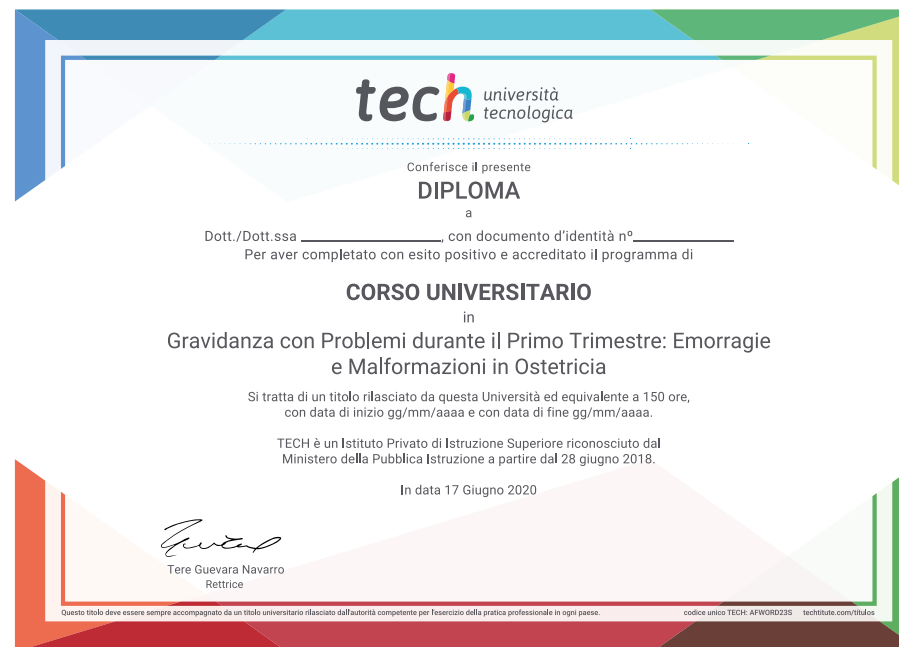 tech università
tecnologica
Conferisce il presente
DIPLOMA
a
Dott./Dott.ssa ____________________, con documento d'identità nº______________
Per aver completato con esito positivo e accreditato il programma di
CORSO UNIVERSITARIO
in
Gravidanza con Problemi durante il Primo Trimestre: Emorragie
e Malformazioni in Ostetricia
Si tratta di un titolo rilasciato da questa Università ed equivalente a 150 ore,
con data di inizio gg/mm/aaaa e con data di fine gg/mm/aaaa.
TECH è un Istituto Privato di Istruzione Superiore riconosciuto dal
Ministero della Pubblica Istruzione a partire dal 28 giugno 2018.
In data 17 Giugno 2020
Tere Guevara Navarro
Rettrice
Questo titolo deve essere sempre accompagnato da un titolo universitario rilasciato dall'autorità competente per l'esercizio della pratica professionale in ogni paese. codice unico TECH: AFWORD23S techtitute.com/titulos